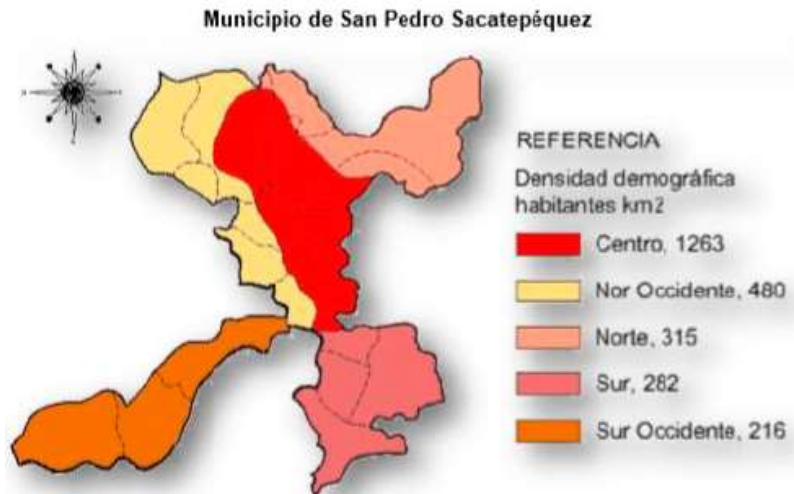 Municipio de San Pedro Sacatepéquez
REFERENCIA
Densidad demográfica
habitantes km2
Centro, 1263
Nor Occidente, 480
Norte, 315
Sur, 282
Sur Occidente, 216